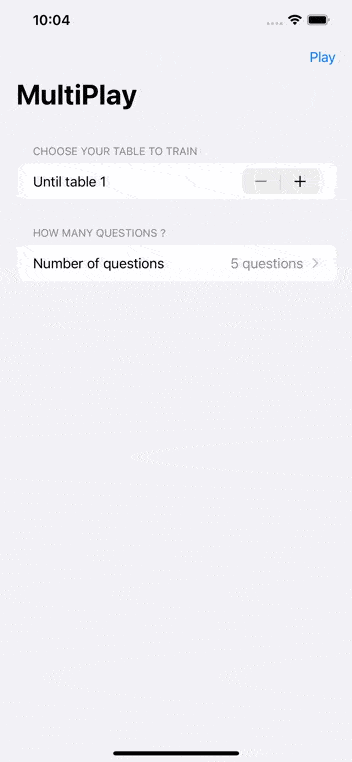 10:04
Play
MultiPlay
CHOOSE YOUR TABLE TO TRAIN
Until table 1
HOW MANY QUESTIONS ?
Number of questions 5 questions